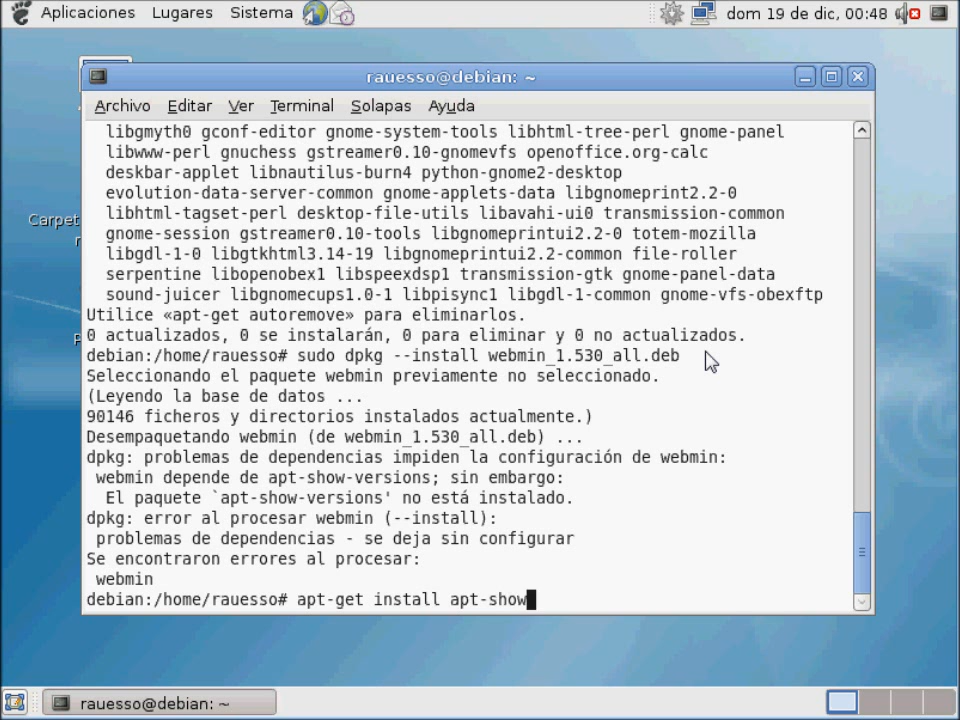 Aplicaciones Lugares Sistema dom 19 de dic, 00:48
rauesso@debian: ~
Archivo Editar Ver Terminal Solapas Ayuda
libgmyth0 gconf-editor gnome-system-tools libhtml-tree-perl gnome-panel
libwww-perl gnuchess gstreamer0.10-gnomevfs openoffice.org-calc
deskbar-applet libnautilus-burn4 python-gnome2-desktop
evolution-data-server-common gnome-applets-data libgnomeprint2.2-0
libhtml-tagset-perl desktop-file-utils libavahi-ui0 transmission-common
gnome-session gstreamer0.10-tools libgnomeprintui2.2-0 totem-mozilla
libgdl-1-0 libgtkhtml3.14-19 libgnomeprintui2.2-common file-roller
serpentine libopenobex1 libspeexdsp1 transmission-gtk gnome-panel-data
sound-juicer libgnomecups1.0-1 libpisync1 libgdl-1-common gnome-vfs-obexftp
Utilice «apt-get autoremove» para eliminarlos.
0 actualizados, 0 se instalarán, 0 para eliminar y 0 no actualizados.
debian:/home/rauesso# sudo dpkg --install webmin_1.530_all.deb
Seleccionando el paquete webmin previamente no seleccionado.
(Leyendo la base de datos ...
90146 ficheros y directorios instalados actualmente.)
Desempaquetando webmin (de webmin_1.530_all.deb) ...
dpkg: problemas de dependencias impiden la configuración de webmin:
webmin depende de apt-show-versions; sin embargo:
El paquete `apt-show-versions' no está instalado.
dpkg: error al procesar webmin (--install):
problemas de dependencias - se deja sin configurar
Se encontraron errores al procesar:
webmin
debian:/home/rauesso# apt-get install apt-show
Carpet
rauesso@debian: ~